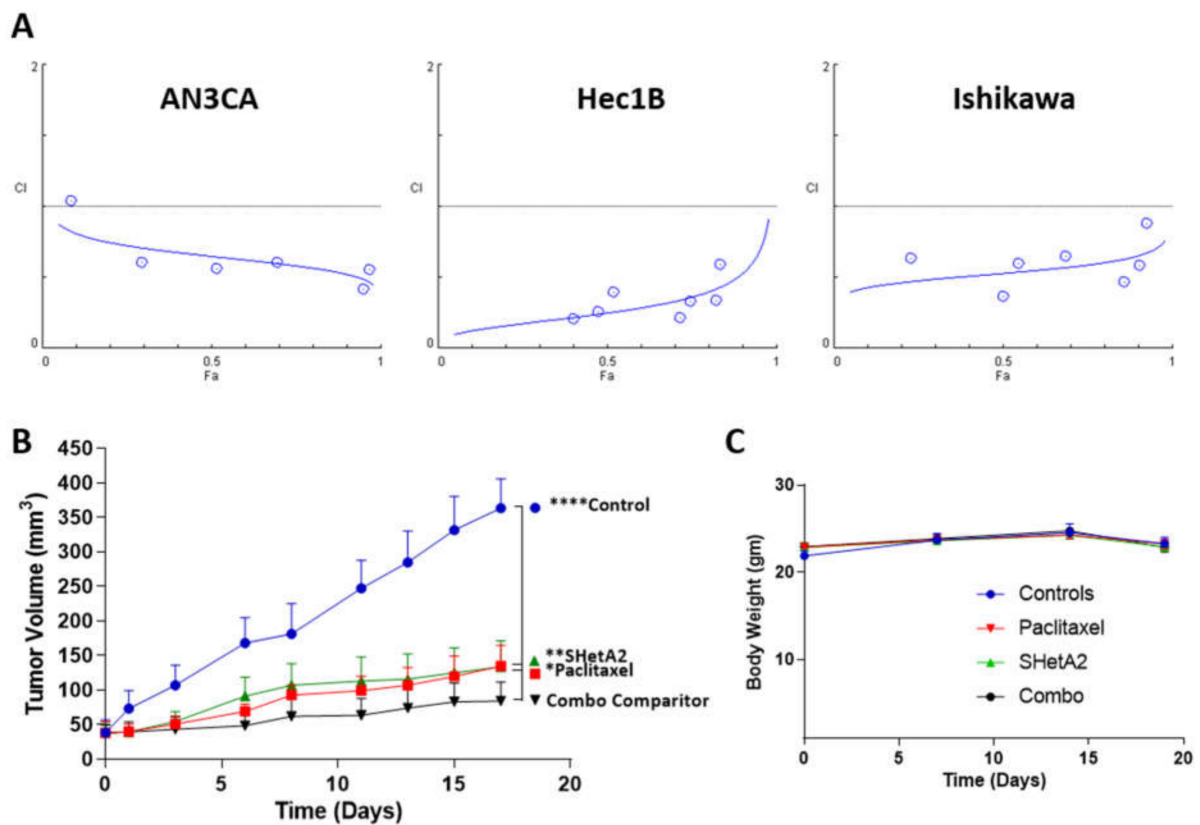 A
AN3CA
Hec1B
Ishikawa
2
CI
0
0
0.5
1
Fa
2
CI
0
0
0.5
1
Fa
2
CI
0
0
0.5
1
Fa
B
450
400
350
300
250
200
150
100
50
0
Tumor Volume (mm³)
0
5
10
15
20
Time (Days)
****Control
**SHetA2
*Paclitaxel
Combo Comparitor
C
30
20
10
Body Weight (gm)
Controls
Paclitaxel
SHetA2
Combo
0
5
10
15
20
Time (Days)